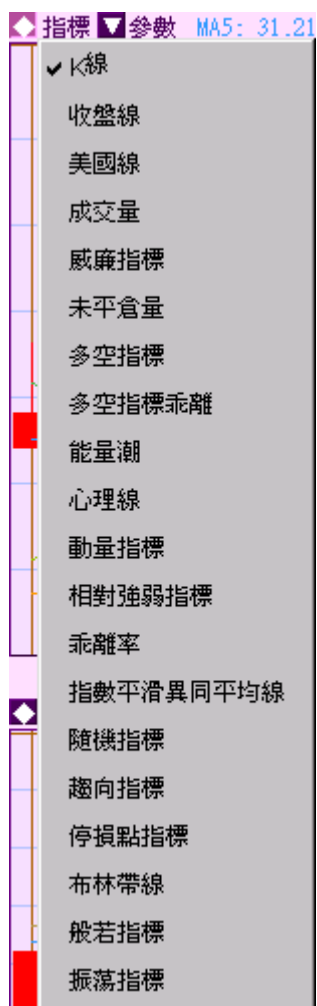 指標 參數 MA5: 31.21
K線
收盤線
美國線
成交量
威廉指標
未平倉量
多空指標
多空指標乖離
能量潮
心理線
動量指標
相對強弱指標
乖離率
指數平滑異同平均線
隨機指標
趨向指標
停損點指標
布林帶線
般若指標
振蕩指標